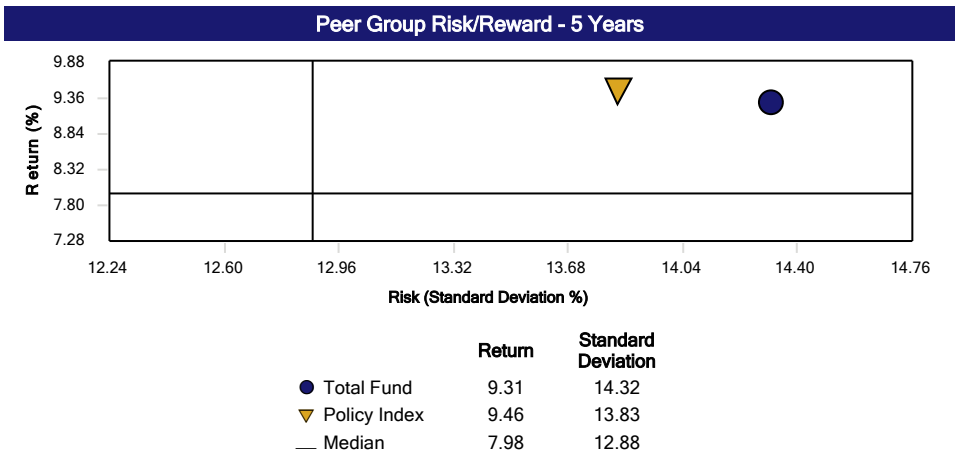 Peer Group Risk/Reward - 5 Years
9.88
9.36
8.84
8.32
7.80
7.28
Return (%)
12.24 12.60 12.96 13.32 13.68 14.04 14.40 14.76
Risk (Standard Deviation %)
Return Standard Deviation
Total Fund 9.31 14.32
Policy Index 9.46 13.83
Median 7.98 12.88